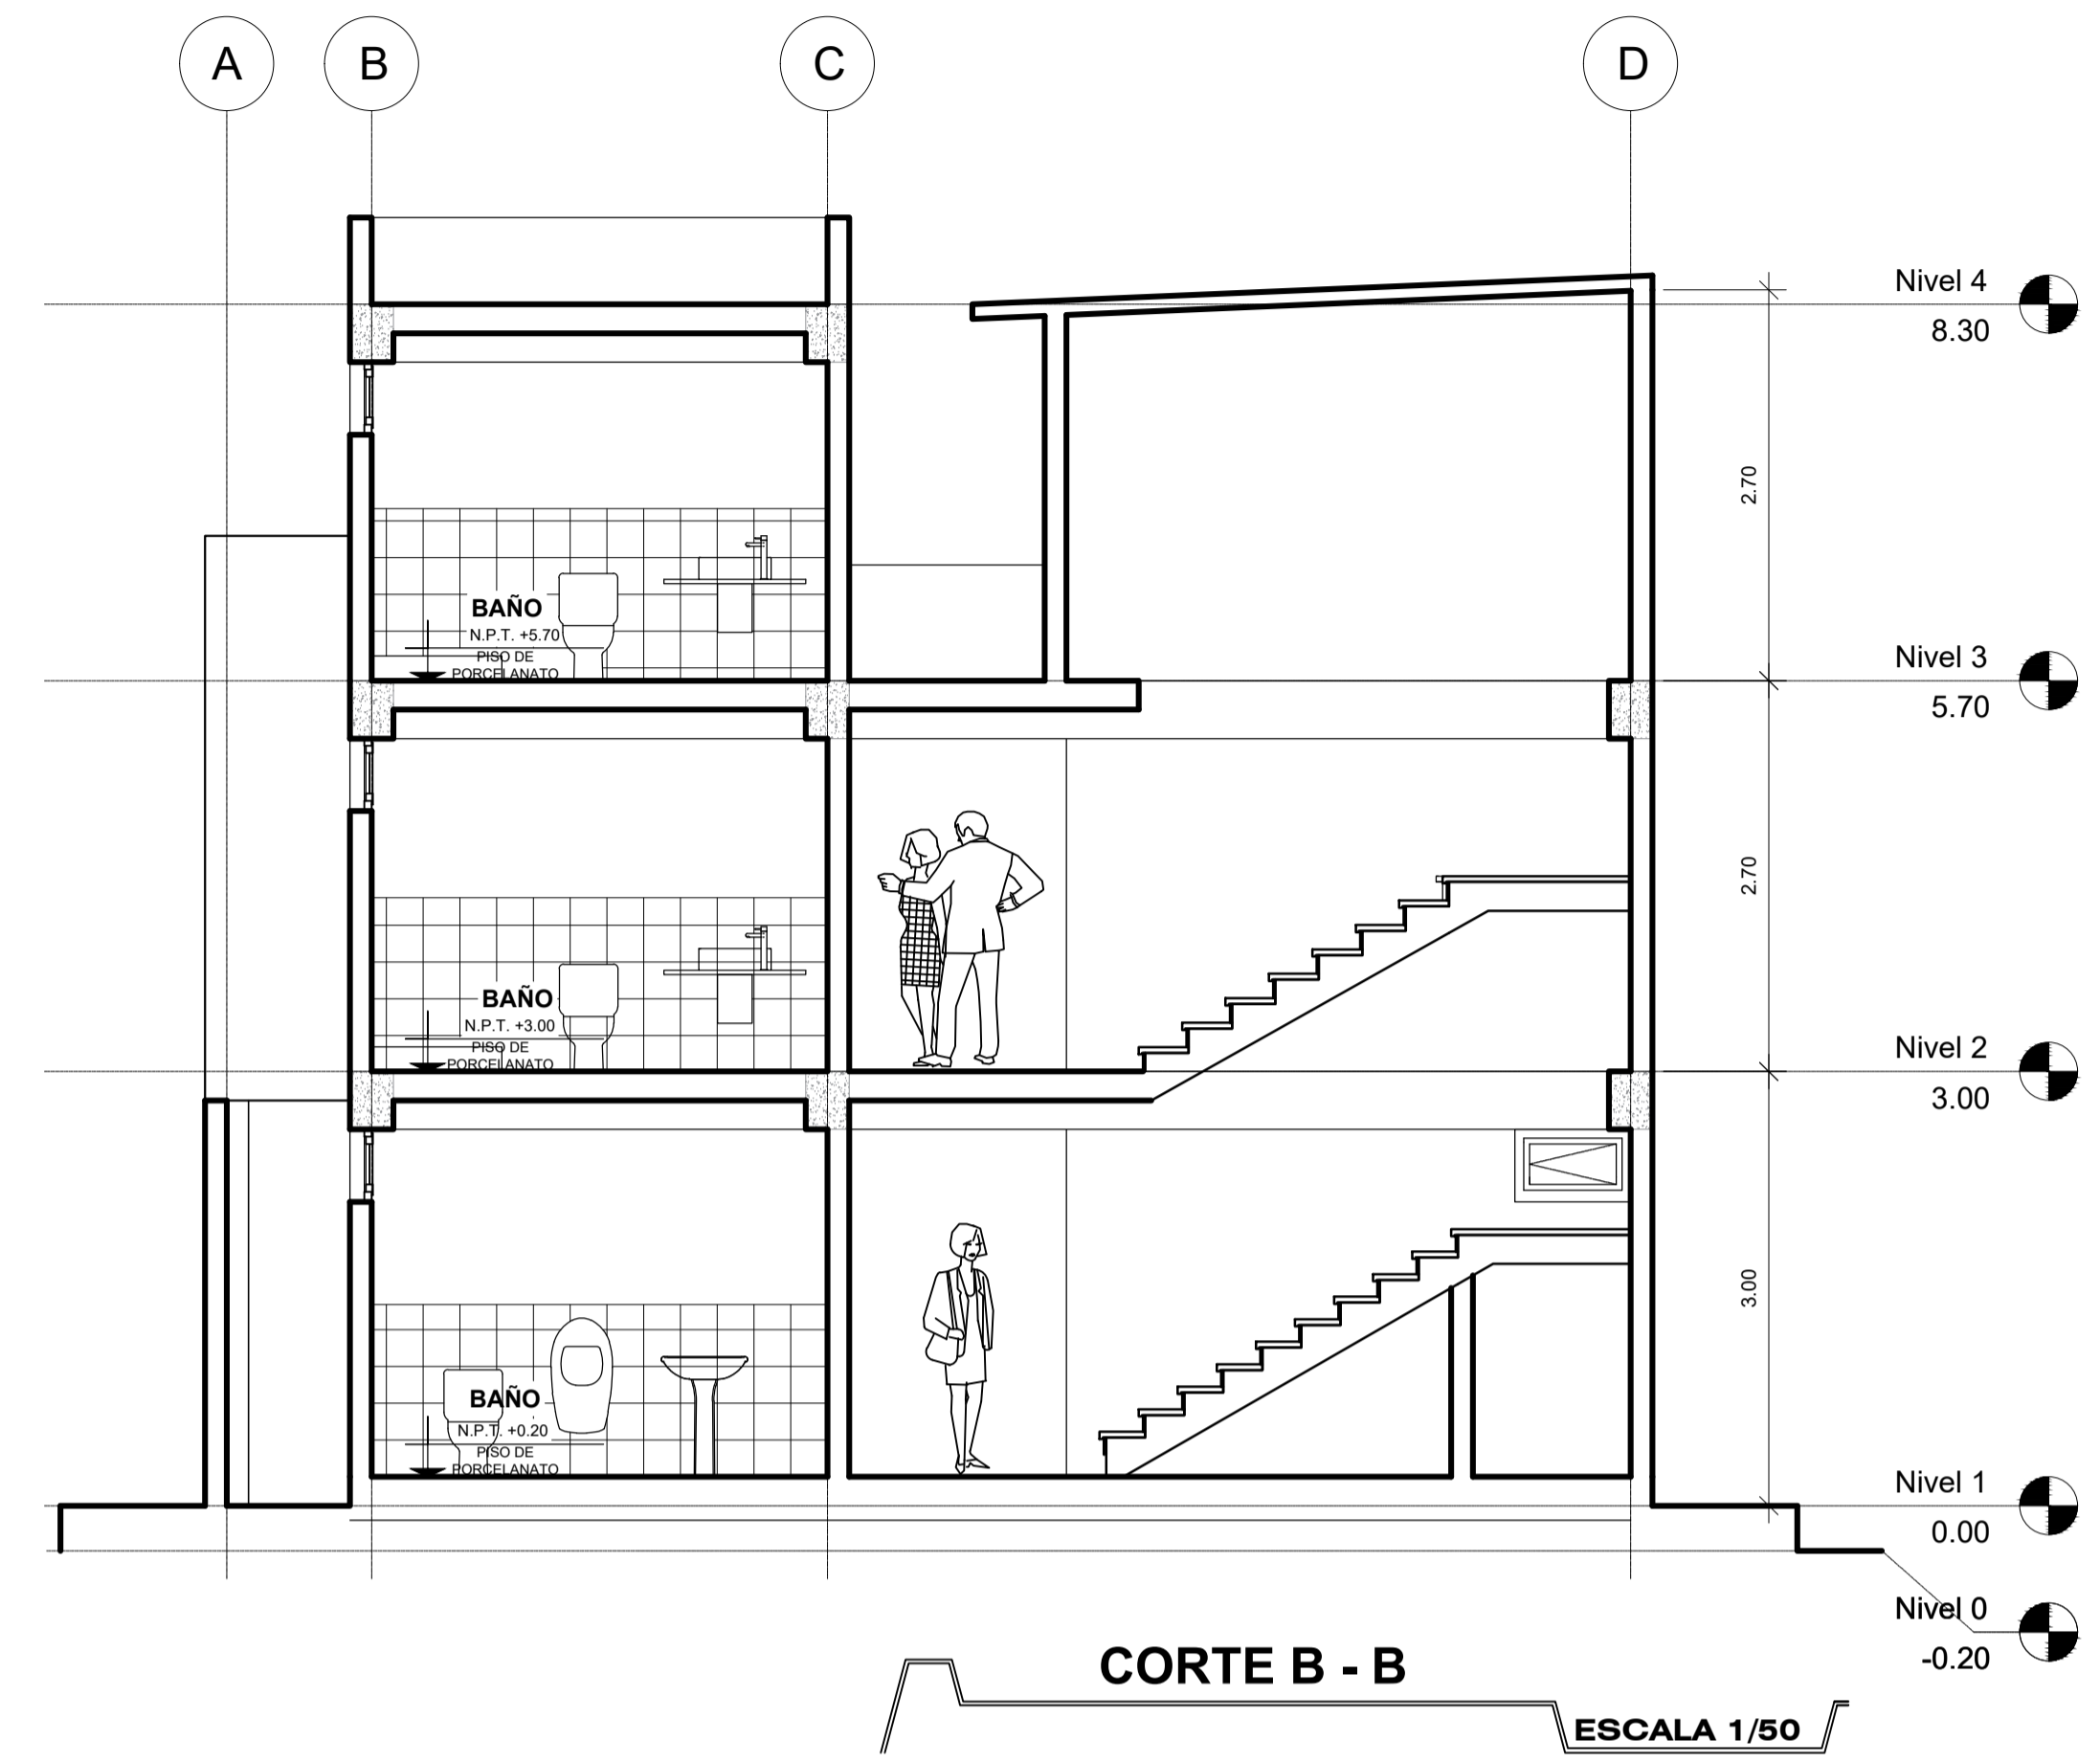 A B C D
Nivel 4
8.30
2.70
BAÑO
N.P.T. +5.70
PISO DE
PORCELANATO
Nivel 3
5.70
2.70
BAÑO
N.P.T. +3.00
PISO DE
PORCELANATO
Nivel 2
3.00
3.00
BAÑO
N.P.T. +0.20
PISO DE
PORCELANATO
Nivel 1
0.00
Nivel 0
-0.20
CORTE B - B
ESCALA 1/50